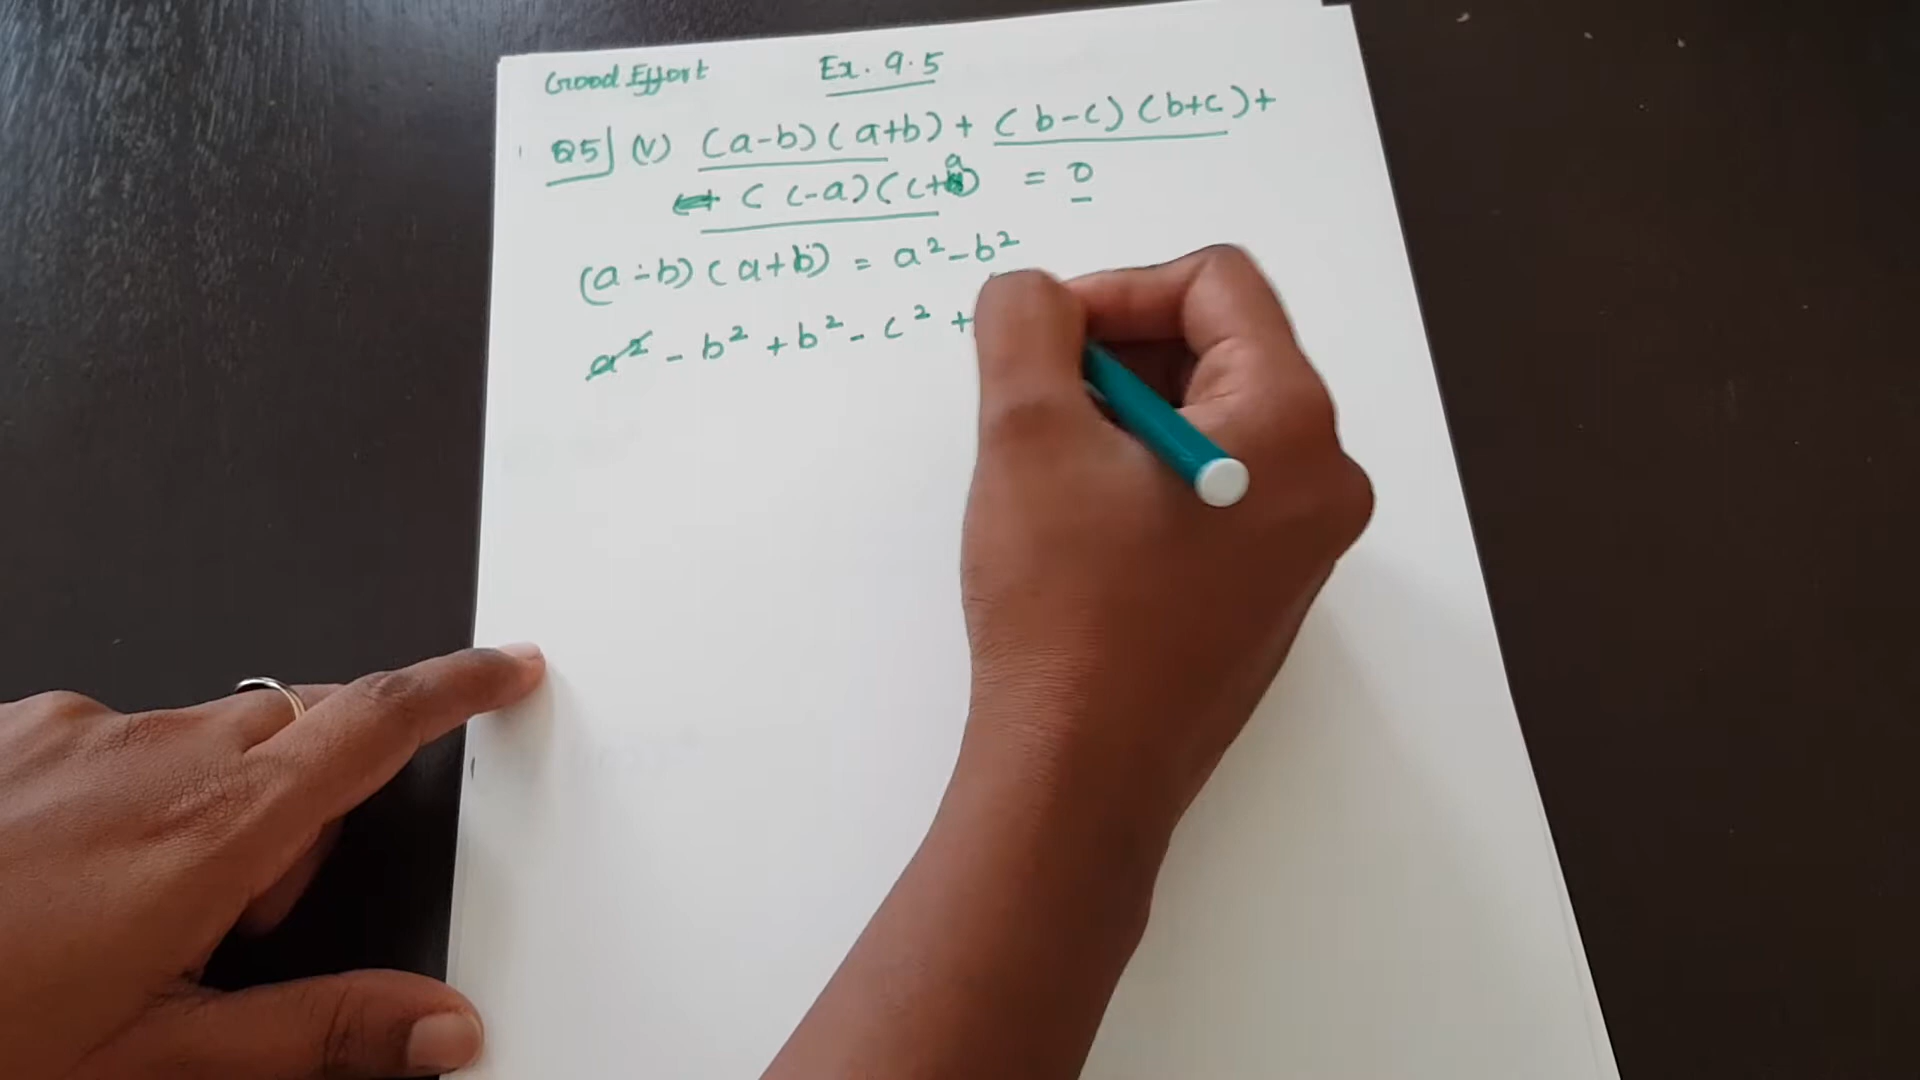 Good Effort Ex. 9.5
Q5] (V) (a-b)(a+b) + (b-c)(b+c) +
(c-a)(c+a) = 0
(a-b)(a+b) = a²-b²
a² - b² + b² - c² +